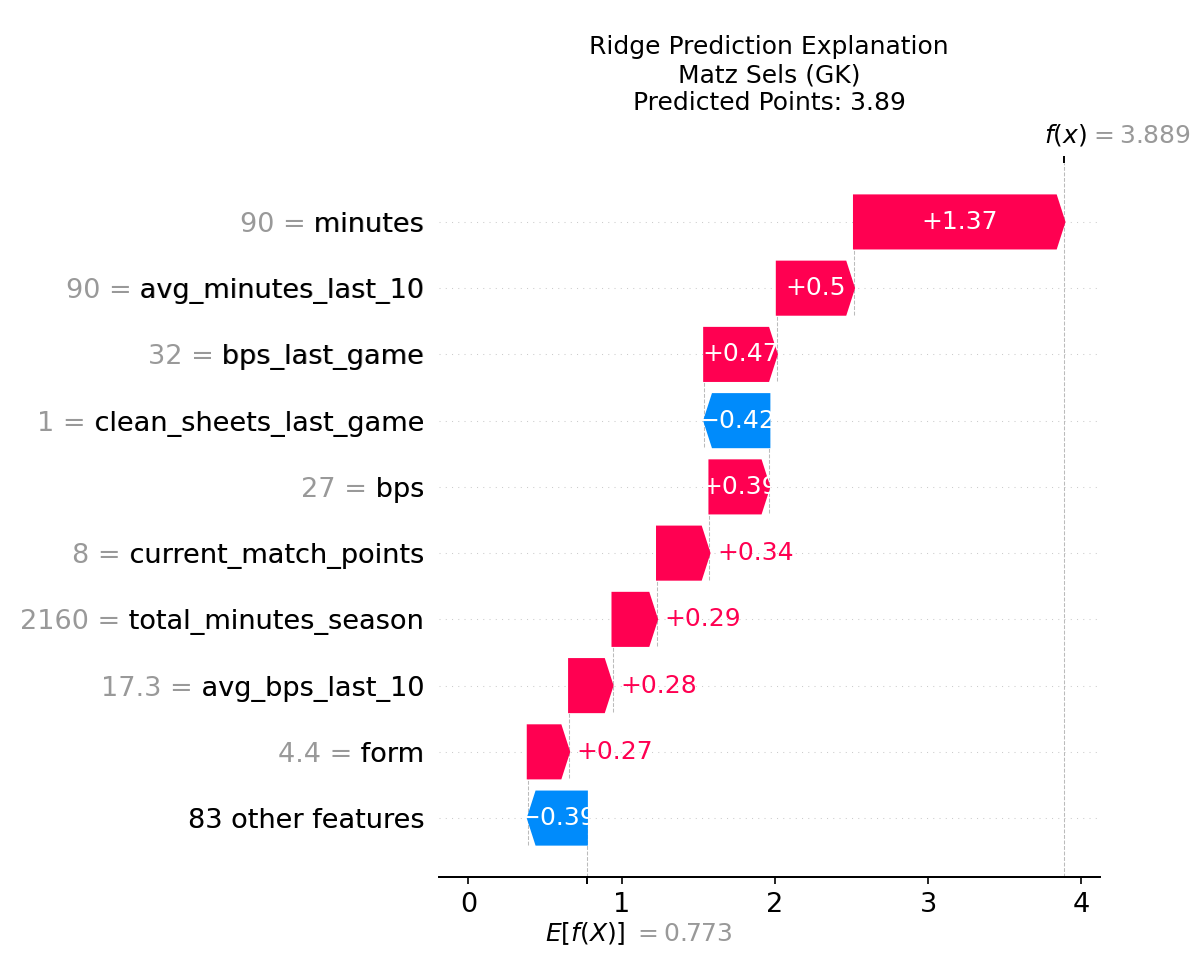 Ridge Prediction Explanation
Matz Sels (GK)
Predicted Points: 3.89
f(x) = 3.889
90 = minutes
+1.37
90 = avg_minutes_last_10
+0.5
32 = bps_last_game
+0.47
1 = clean_sheets_last_game
−0.42
27 = bps
+0.39
8 = current_match_points
+0.34
2160 = total_minutes_season
+0.29
17.3 = avg_bps_last_10
+0.28
4.4 = form
+0.27
83 other features
−0.39
0 1 2 3 4
E[f(X)] = 0.773